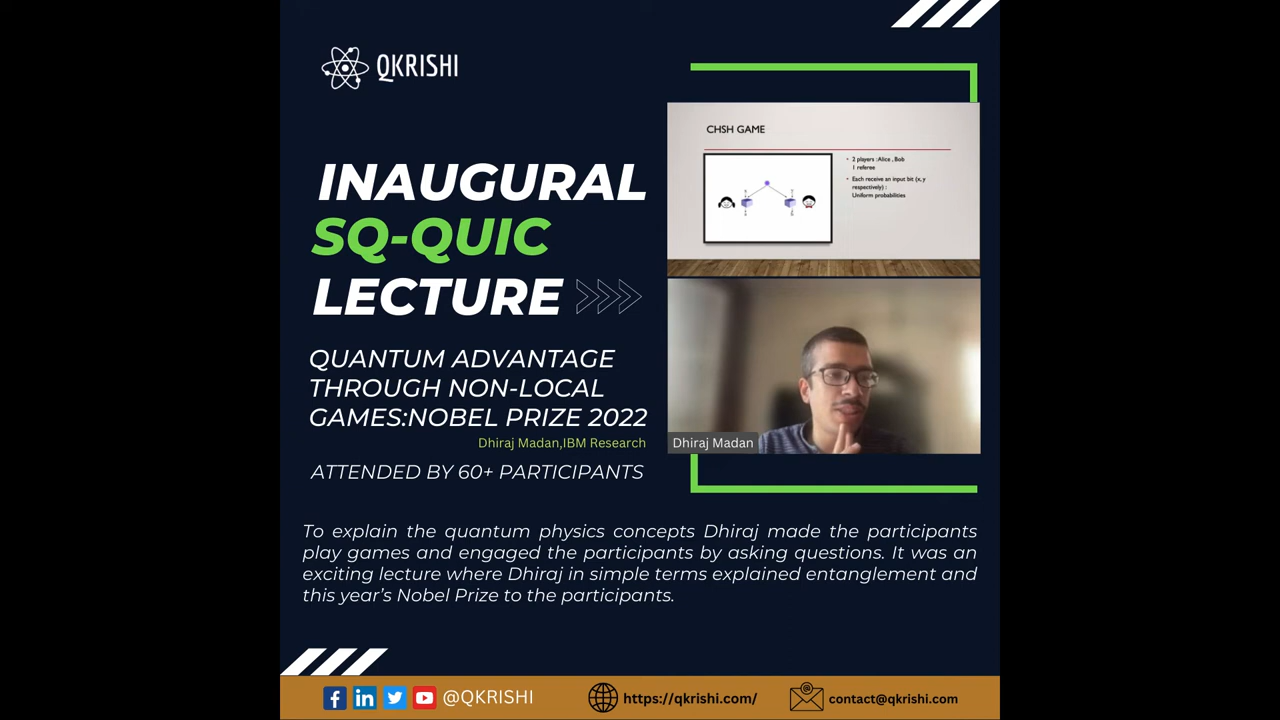 QKRISHI
INAUGURAL
SQ-QUIC
LECTURE
QUANTUM ADVANTAGE
THROUGH NON-LOCAL
GAMES:NOBEL PRIZE 2022
Dhiraj Madan,IBM Research
ATTENDED BY 60+ PARTICIPANTS
CHSH GAME
• 2 players :Alice , Bob
1 referee
• Each receive an input bit (x, y
respectively) :
Uniform probabilities
Dhiraj Madan
To explain the quantum physics concepts Dhiraj made the participants
play games and engaged the participants by asking questions. It was an
exciting lecture where Dhiraj in simple terms explained entanglement and
this year's Nobel Prize to the participants.
@QKRISHI
https://qkrishi.com/
contact@qkrishi.com